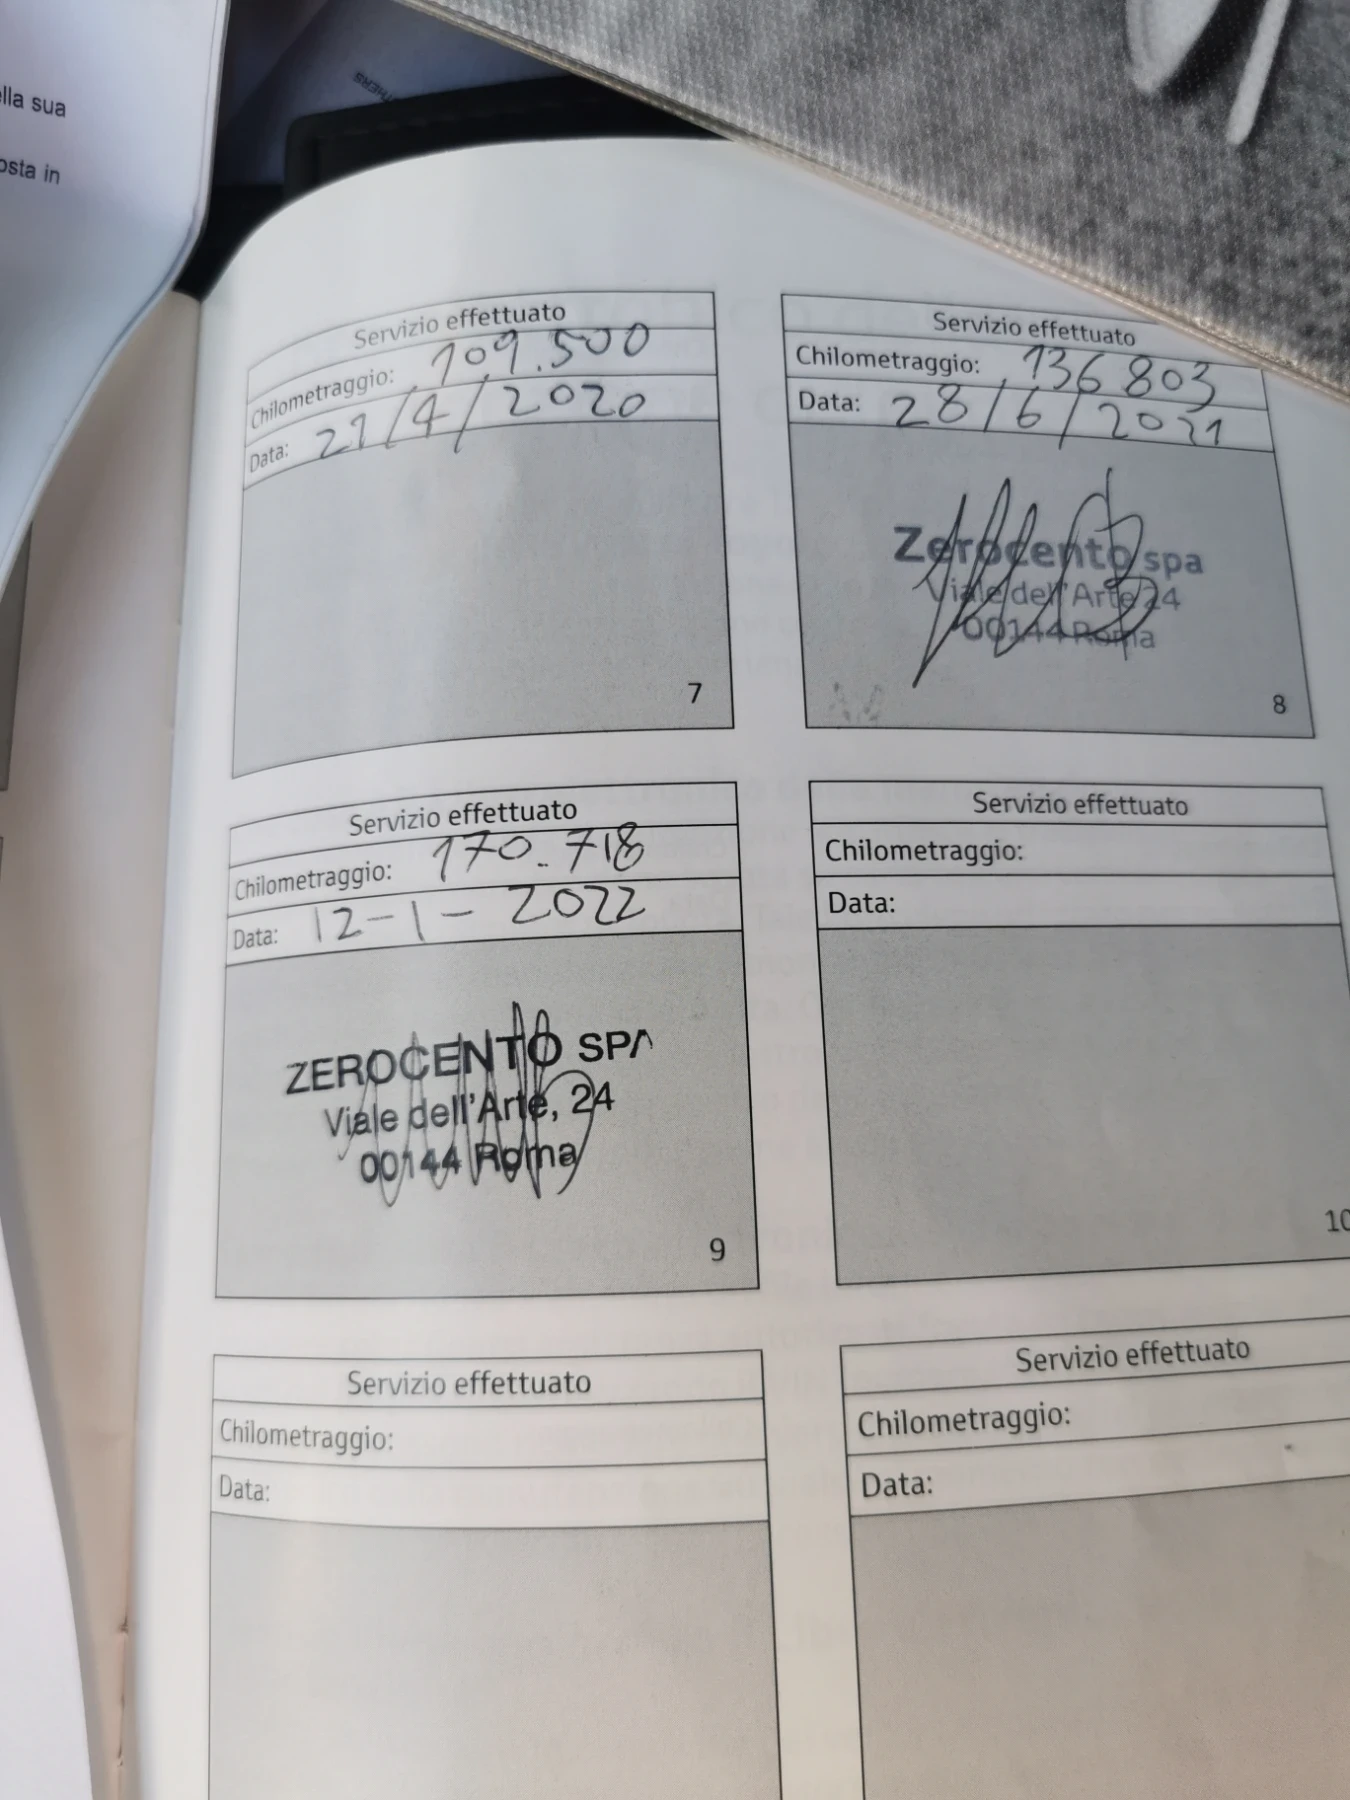 lla sua
osta in
THERS
Servizio effettuato
Chilometraggio: 109.500
Data: 21/4/2020
7
Servizio effettuato
Chilometraggio: 136 803
Data: 28/6/2021
Zerocento spa
Viale dell'Arte 24
00144 Roma
8
Servizio effettuato
Chilometraggio: 170.718
Data: 12-1-2022
ZEROCENTO SPA
Viale dell'Arte, 24
00144 Roma
9
Servizio effettuato
Chilometraggio:
Data:
10
Servizio effettuato
Chilometraggio:
Data:
Servizio effettuato
Chilometraggio:
Data: